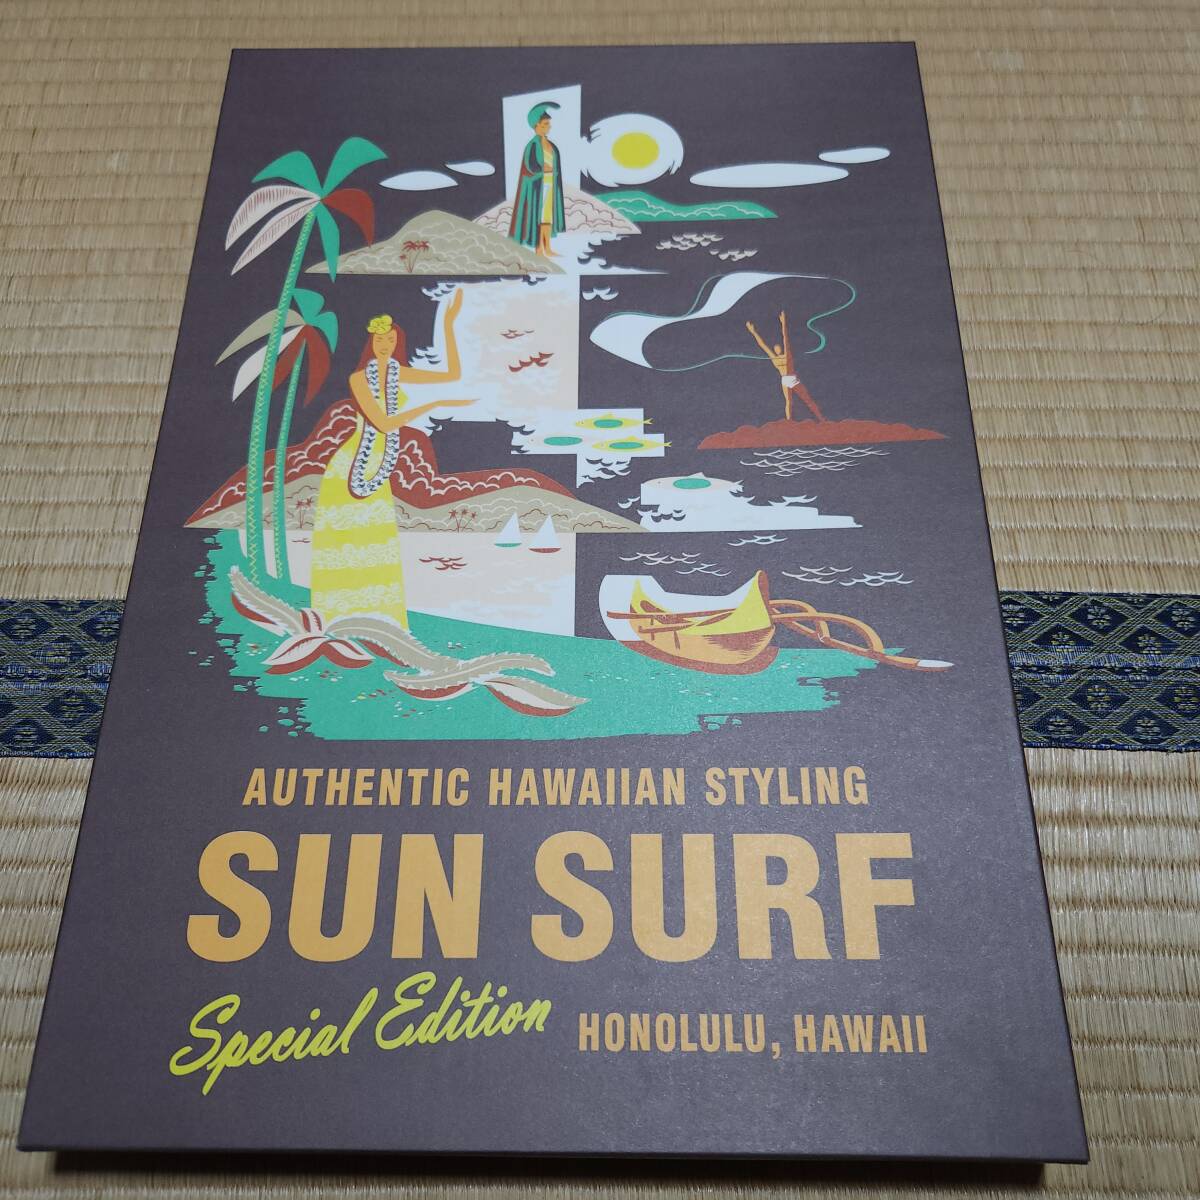 AUTHENTIC HAWAIIAN STYLING
SUN SURF
Special Edition HONOLULU, HAWAII